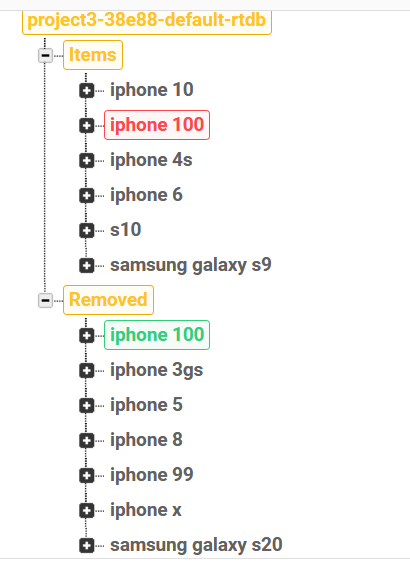 project3-38e88-default-rtdb
Items
iphone 10
iphone 100
iphone 4s
iphone 6
s10
samsung galaxy s9
Removed
iphone 100
iphone 3gs
iphone 5
iphone 8
iphone 99
iphone x
samsung galaxy s20